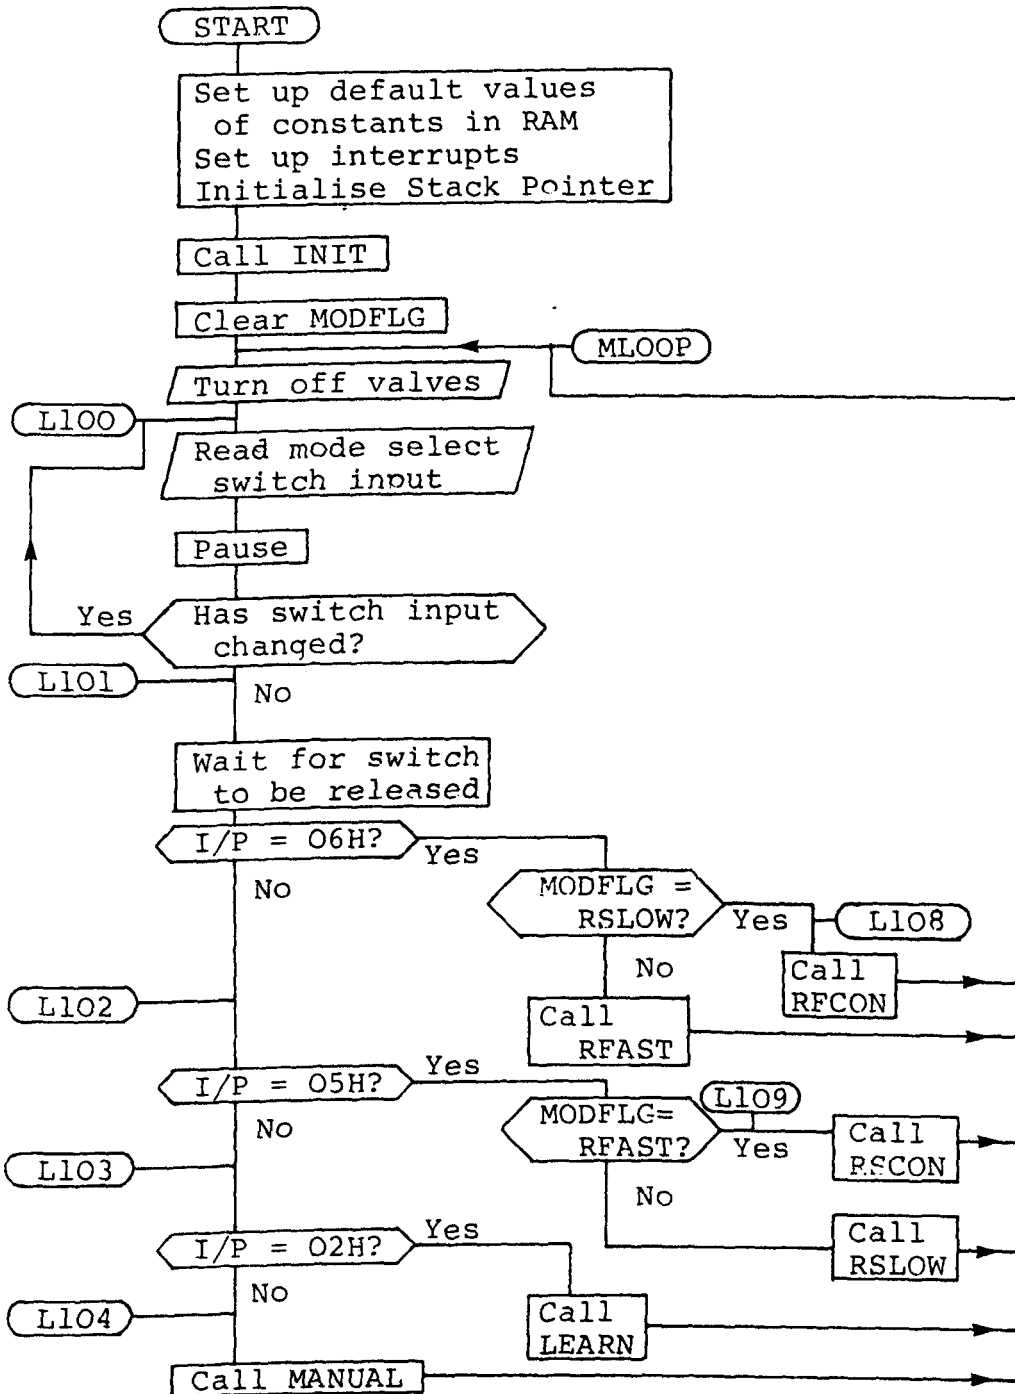 START
Set up default values
of constants in RAM
Set up interrupts
Initialise Stack Pointer
Call INIT
Clear MODFLG
MLOOP
Turn off valves
L100
Read mode select
switch input
Pause
Yes
Has switch input
changed?
L101
No
Wait for switch
to be released
I/P = 06H?
Yes
No
MODFLG =
RSLOW?
Yes
L108
No
Call
RFCON
L102
Call
RFAST
I/P = 05H?
Yes
L109
No
MODFLG=
RFAST?
Yes
Call
RSCON
L103
No
I/P = 02H?
Yes
Call
RSLOW
No
L104
Call
LEARN
Call MANUAL